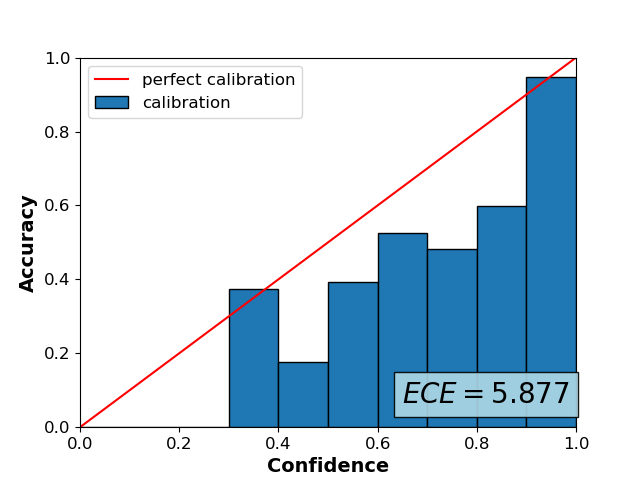 1.0
0.8
0.6
0.4
0.2
0.0
Accuracy
perfect calibration
calibration
ECE = 5.877
0.0 0.2 0.4 0.6 0.8 1.0
Confidence